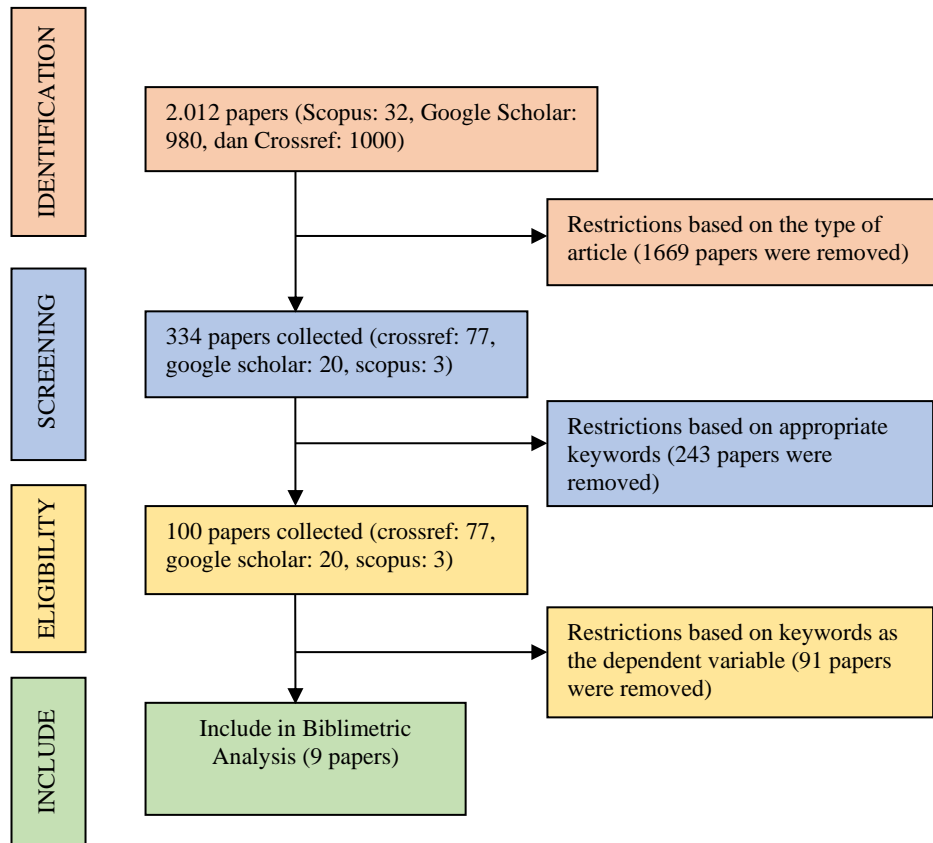 IDENTIFICATION
2.012 papers (Scopus: 32, Google Scholar:
980, dan Crossref: 1000)
Restrictions based on the type of
article (1669 papers were removed)
SCREENING
334 papers collected (crossref: 77,
google scholar: 20, scopus: 3)
Restrictions based on appropriate
keywords (243 papers were
removed)
ELIGIBILITY
100 papers collected (crossref: 77,
google scholar: 20, scopus: 3)
Restrictions based on keywords as
the dependent variable (91 papers
were removed)
INCLUDE
Include in Biblimetric
Analysis (9 papers)